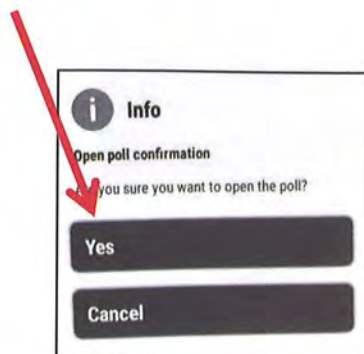 i Info
Open poll confirmation
you sure you want to open the poll?
Yes
Cancel